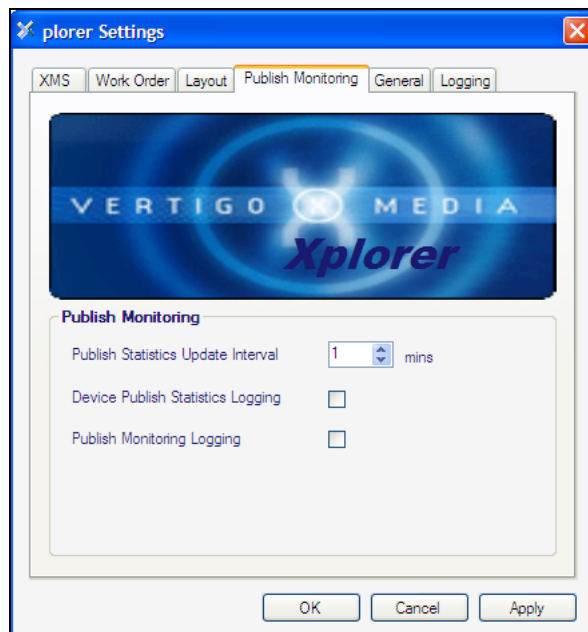 plorer Settings
XMS Work Order Layout Publish Monitoring General Logging
VERTIGO X MEDIA
Xplorer
Publish Monitoring
Publish Statistics Update Interval 1 mins
Device Publish Statistics Logging
Publish Monitoring Logging
OK Cancel Apply